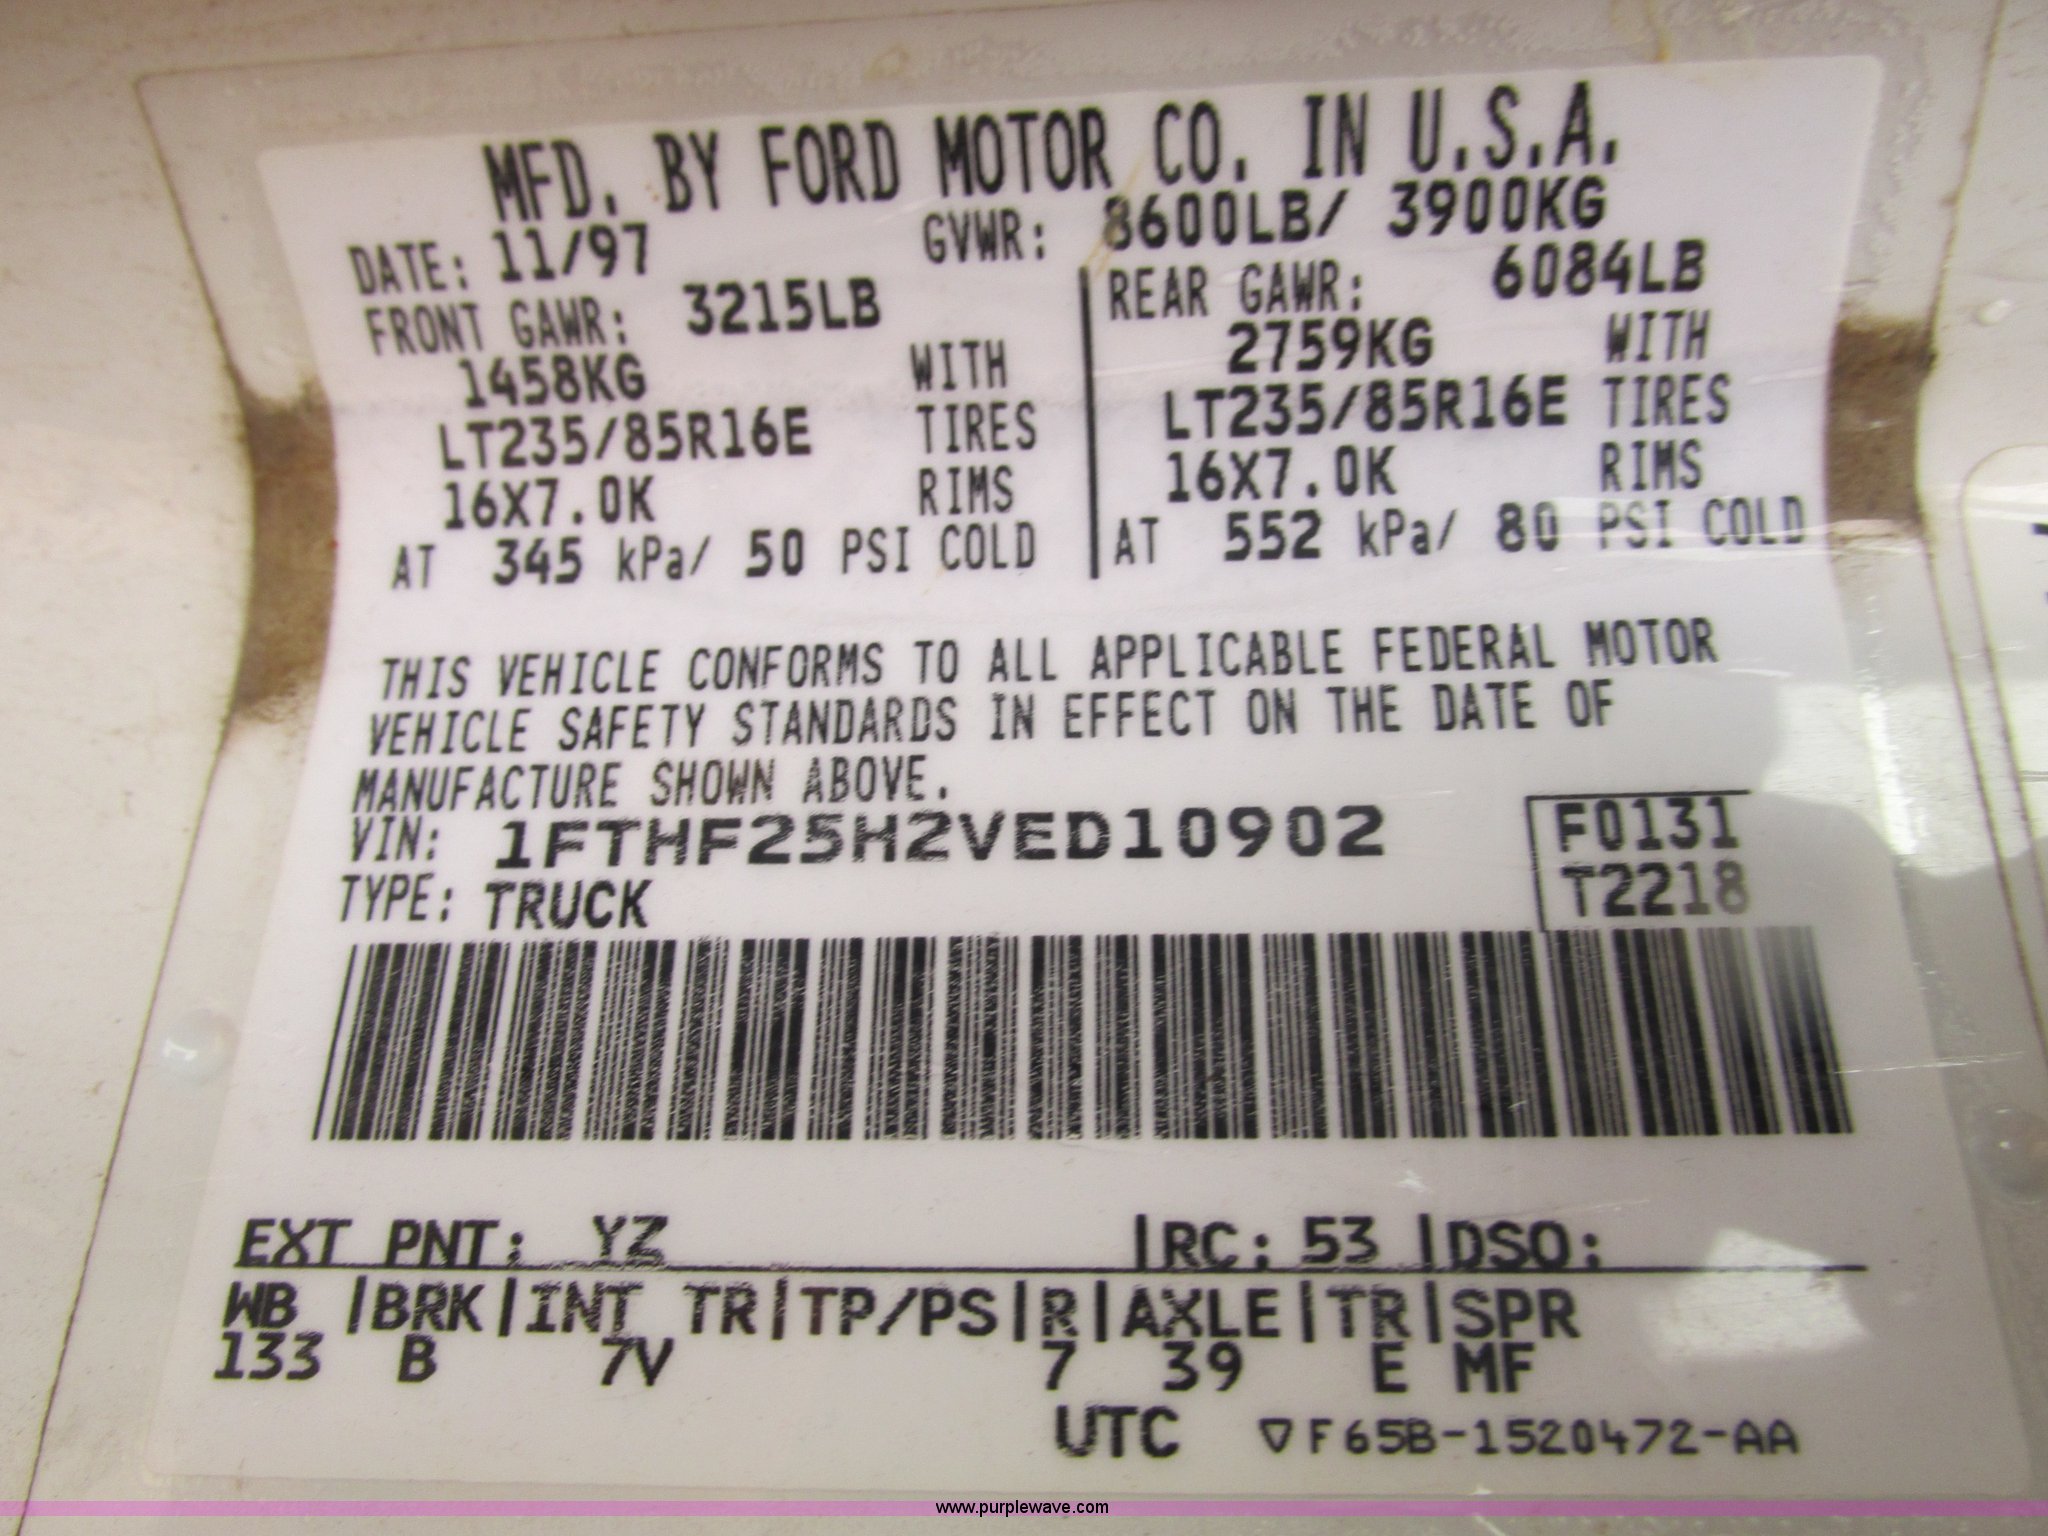 MFD. BY FORD MOTOR CO. IN U.S.A.
DATE: 11/97 GVWR: 8600LB/ 3900KG
FRONT GAWR: 3215LB
1458KG WITH
LT235/85R16E TIRES
16X7.0K RIMS
AT 345 kPa/ 50 PSI COLD
REAR GAWR: 6084LB
2759KG WITH
LT235/85R16E TIRES
16X7.0K RIMS
AT 552 kPa/ 80 PSI COLD
THIS VEHICLE CONFORMS TO ALL APPLICABLE FEDERAL MOTOR
VEHICLE SAFETY STANDARDS IN EFFECT ON THE DATE OF
MANUFACTURE SHOWN ABOVE.
VIN: 1FTHF25H2VED10902
F0131
TYPE: TRUCK
T2218
EXT PNT: YZ |RC: 53 |DSO:
WB |BRK|INT TR|TP/PS|R|AXLE|TR|SPR
133 B 7V 7 39 E MF
UTC ▽F65B-1520472-AA
www.purplewave.com